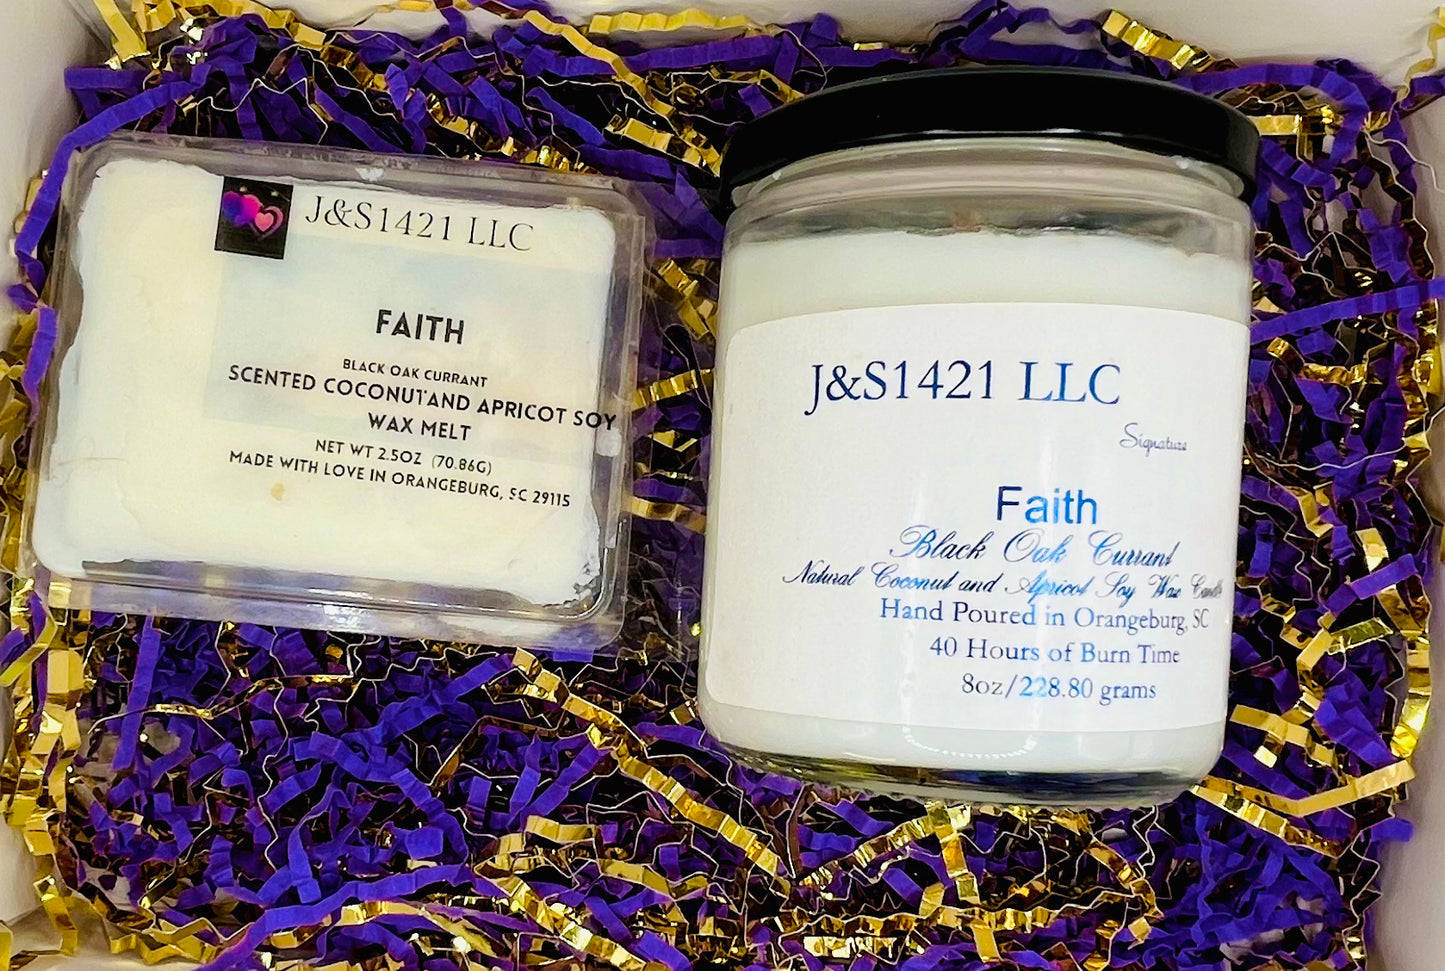 J&S1421 LLC
FAITH
BLACK OAK CURRANT
SCENTED COCONUT AND APRICOT SOY
WAX MELT
NET WT 2.5OZ (70.86G)
MADE WITH LOVE IN ORANGEBURG, SC 29115
J&S1421 LLC
Signature
Faith
Black Oak Currant
Natural Coconut and Apricot Soy Wax Candle
Hand Poured in Orangeburg, SC
40 Hours of Burn Time
8oz/228.80 grams